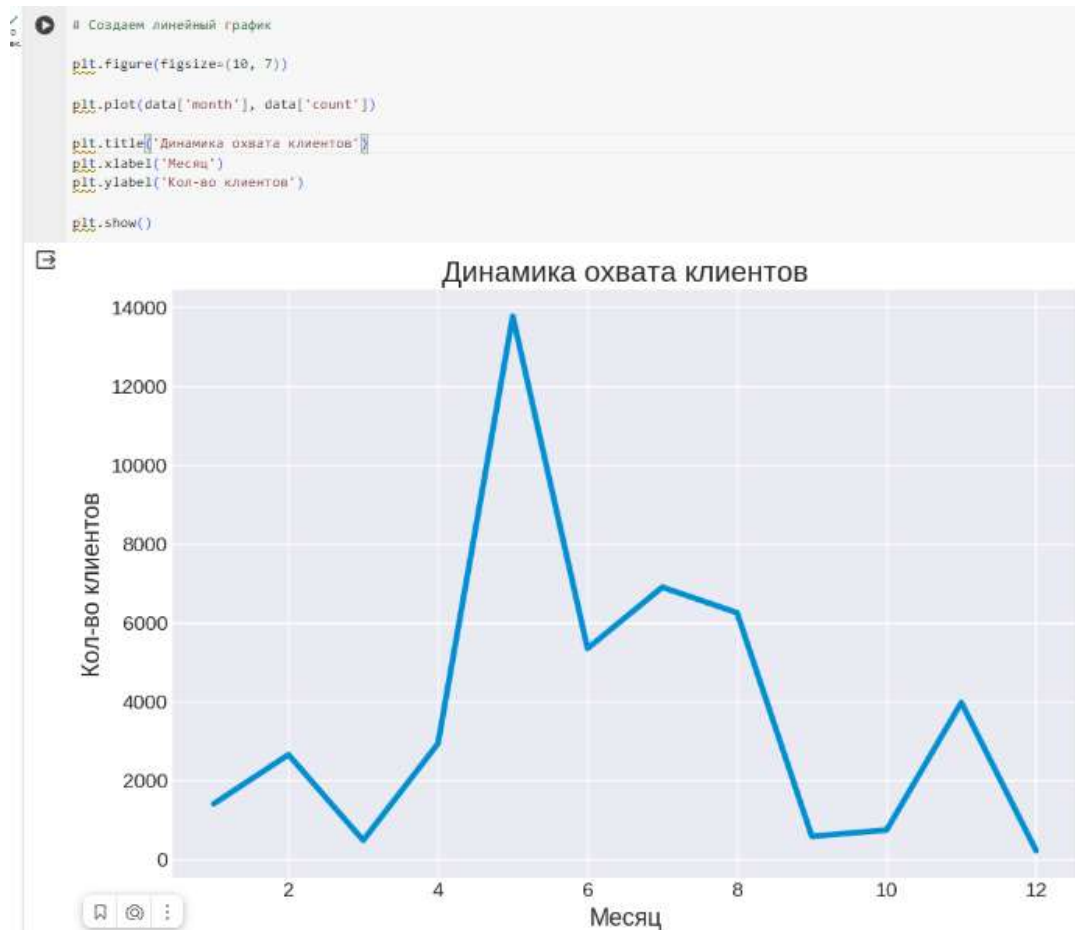 # Создаем линейный график
plt.figure(figsize=(10, 7))
plt.plot(data['month'], data['count'])
plt.title('Динамика охвата клиентов')
plt.xlabel('Месяц')
plt.ylabel('Кол-во клиентов')
plt.show()
Динамика охвата клиентов
14000
12000
10000
8000
6000
4000
2000
0
Кол-во клиентов
2 4 6 8 10 12
Месяц